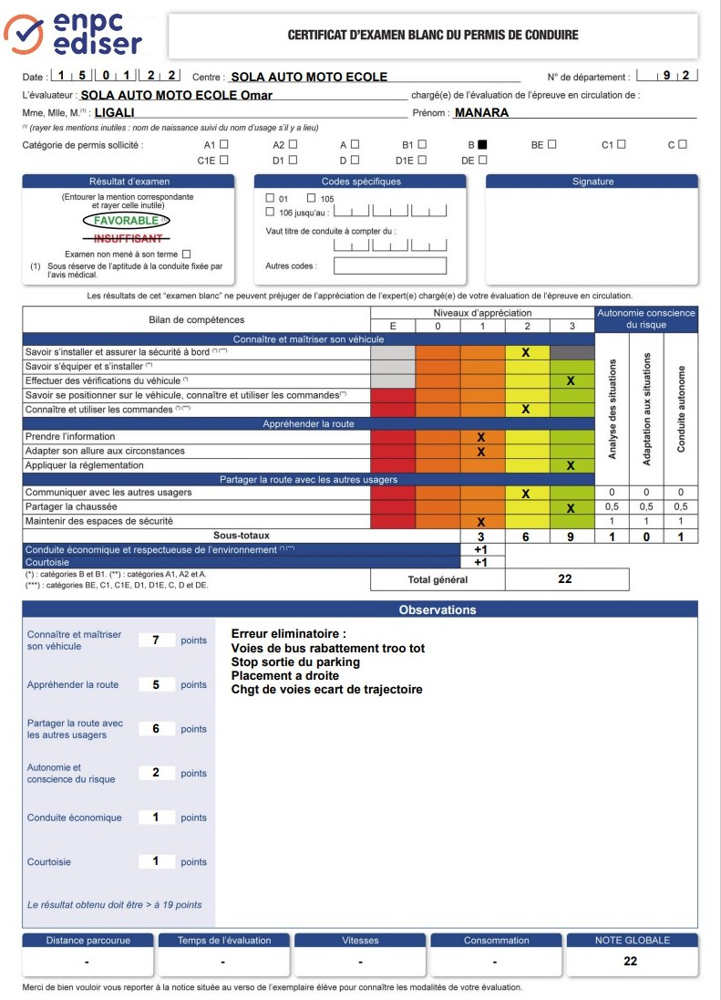 enpc
ediser
CERTIFICAT D'EXAMEN BLANC DU PERMIS DE CONDUIRE
Date : 1 5 0 1 2 2 Centre : SOLA AUTO MOTO ECOLE N° de département : 9 2
L'évaluateur : SOLA AUTO MOTO ECOLE Omar chargé(e) de l'évaluation de l'épreuve en circulation de :
Mme, Mlle, M.(1) : LIGALI Prénom : MANARA
(1) (rayer les mentions inutiles : nom de naissance suivi du nom d'usage s'il y a lieu)
Catégorie de permis sollicité : A1 A2 A B1 B BE C1 C
C1E D1 D D1E DE
Résultat d'examen Codes spécifiques Signature
(Entourer la mention correspondante
et rayer celle inutile)
FAVORABLE (1)
INSUFFISANT
Examen non mené à son terme
(1) Sous réserve de l'aptitude à la conduite fixée par
l'avis médical.
01 105
106 jusqu'au :
Vaut titre de conduite à compter du :
Autres codes :
Les résultats de cet "examen blanc" ne peuvent préjuger de l'appréciation de l'expert(e) chargé(e) de votre évaluation de l'épreuve en circulation.
Bilan de compétences Niveaux d'appréciation Autonomie conscience
du risque
E 0 1 2 3
Connaître et maîtriser son véhicule
Savoir s'installer et assurer la sécurité à bord (*) (***) X
Savoir s'équiper et s'installer (**)
Effectuer des vérifications du véhicule (*) X
Savoir se positionner sur le véhicule, connaître et utiliser les commandes(**)
Connaître et utiliser les commandes (*) (***) X
Appréhender la route
Prendre l'information X
Adapter son allure aux circonstances X
Appliquer la réglementation X
Analyse des situations
Adaptation aux situations
Conduite autonome
Partager la route avec les autres usagers
Communiquer avec les autres usagers X 0 0 0
Partager la chaussée X 0,5 0,5 0,5
Maintenir des espaces de sécurité X 1 1 1
Sous-totaux 3 6 9 1 0 1
Conduite économique et respectueuse de l'environnement (*) (***) +1
Courtoisie +1
(*) : catégories B et B1. (**) : catégories A1, A2 et A.
(***) : catégories BE, C1, C1E, D1, D1E, C, D et DE.
Total général 22
Observations
Connaître et maîtriser
son véhicule 7 points
Appréhender la route 5 points
Partager la route avec
les autres usagers 6 points
Autonomie et
conscience du risque 2 points
Conduite économique 1 points
Courtoisie 1 points
Le résultat obtenu doit être > à 19 points
Erreur eliminatoire :
Voies de bus rabattement troo tot
Stop sortie du parking
Placement a droite
Chgt de voies ecart de trajectoire
Distance parcourue Temps de l'évaluation Vitesses Consommation NOTE GLOBALE
- - - - 22
Merci de bien vouloir vous reporter à la notice située au verso de l'exemplaire élève pour connaître les modalités de votre évaluation.